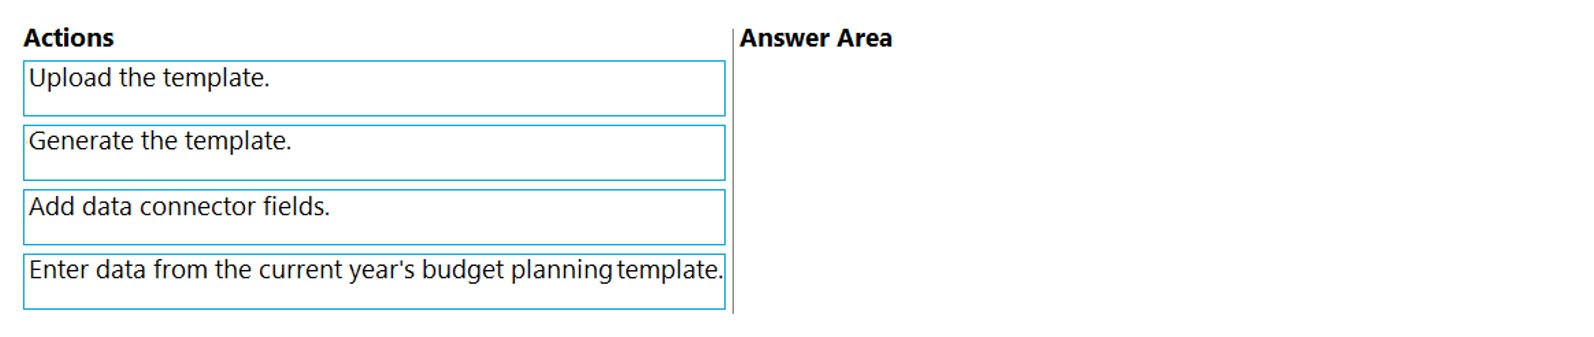 Actions
Answer Area
Upload the template.
Generate the template.
Add data connector fields.
Enter data from the current year's budget planning template.